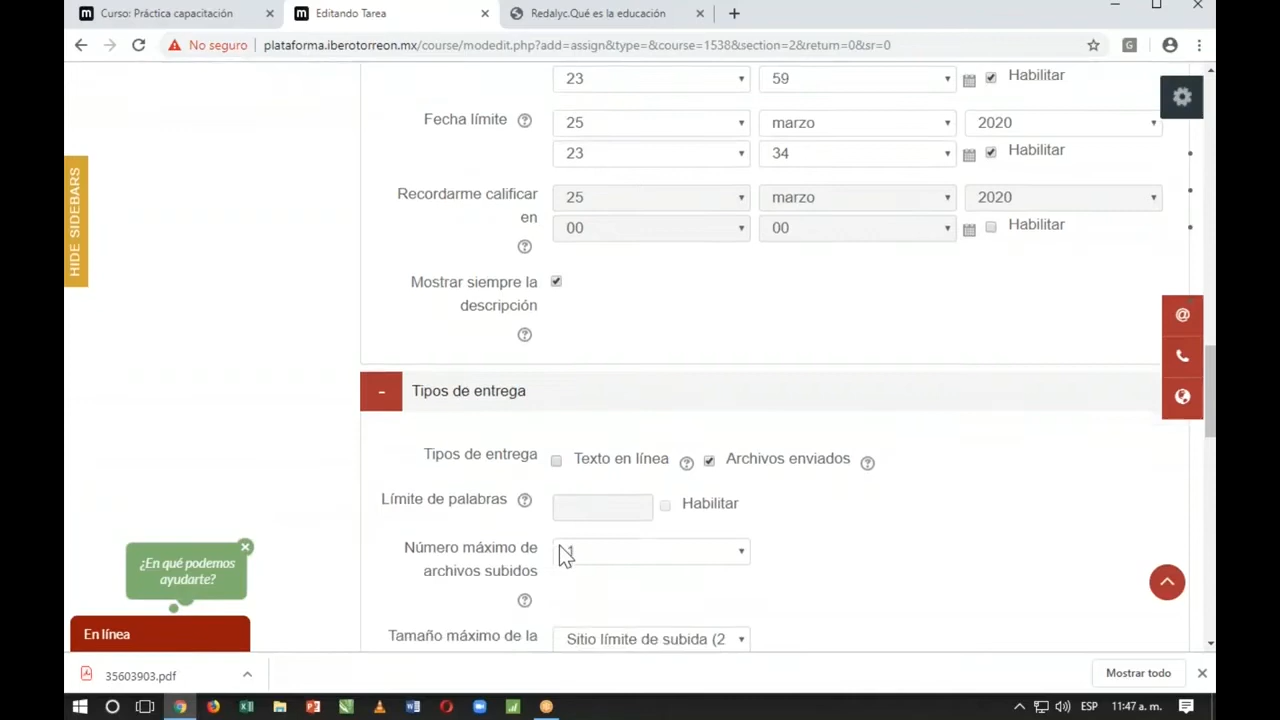 Curso: Práctica capacitación
Editando Tarea
Redalyc.Qué es la educación
No seguro
plataforma.iberotorreon.mx/course/modedit.php?add=assign&type=&course=1538&section=2&return=0&sr=0
23 59 Habilitar
Fecha límite 25 marzo 2020
23 34 Habilitar
Recordarme calificar 25 marzo 2020
en 00 00 Habilitar
Mostrar siempre la
descripción
HIDE SIDEBARS
- Tipos de entrega
Tipos de entrega Texto en línea Archivos enviados
Límite de palabras Habilitar
Número máximo de 1
archivos subidos
Tamaño máximo de la Sitio límite de subida (2
¿En qué podemos
ayudarte?
En línea
35603903.pdf
Mostrar todo
ESP 11:47 a. m.